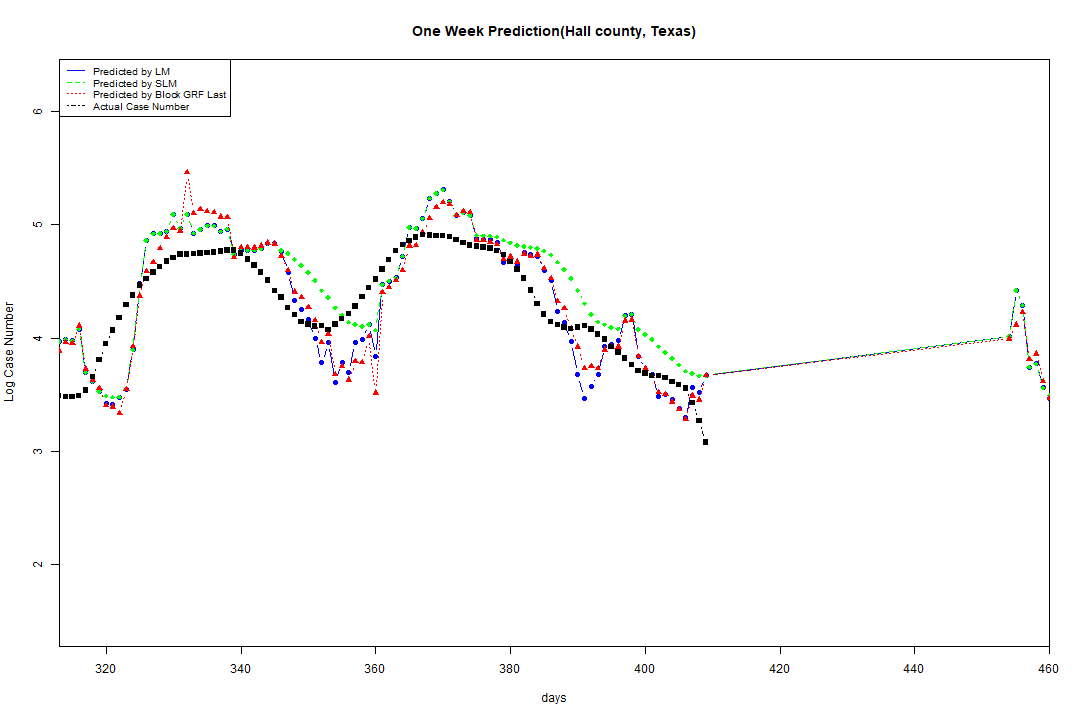 One Week Prediction(Hall county, Texas)
Predicted by LM
Predicted by SLM
Predicted by Block GRF Last
Actual Case Number
6
5
4
3
2
Log Case Number
320 340 360 380 400 420 440 460
days